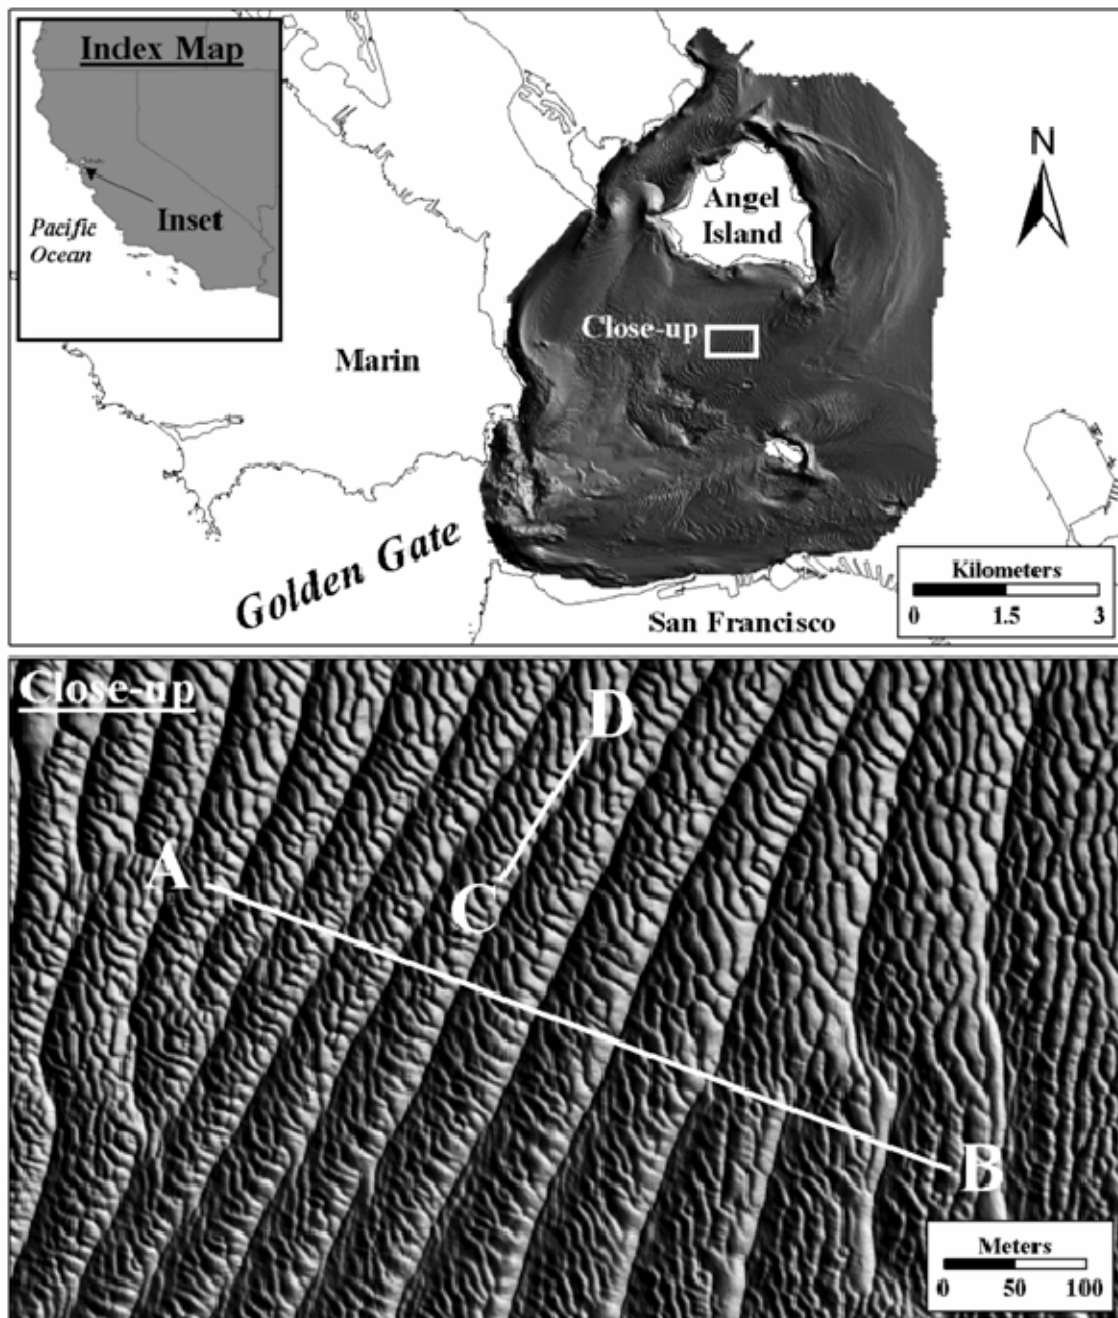 Index Map
Pacific
Ocean
Inset
N
Angel
Island
Close-up
Marin
Golden Gate
San Francisco
Kilometers
0 1.5 3
Close-up
D
A
C
B
Meters
0 50 100